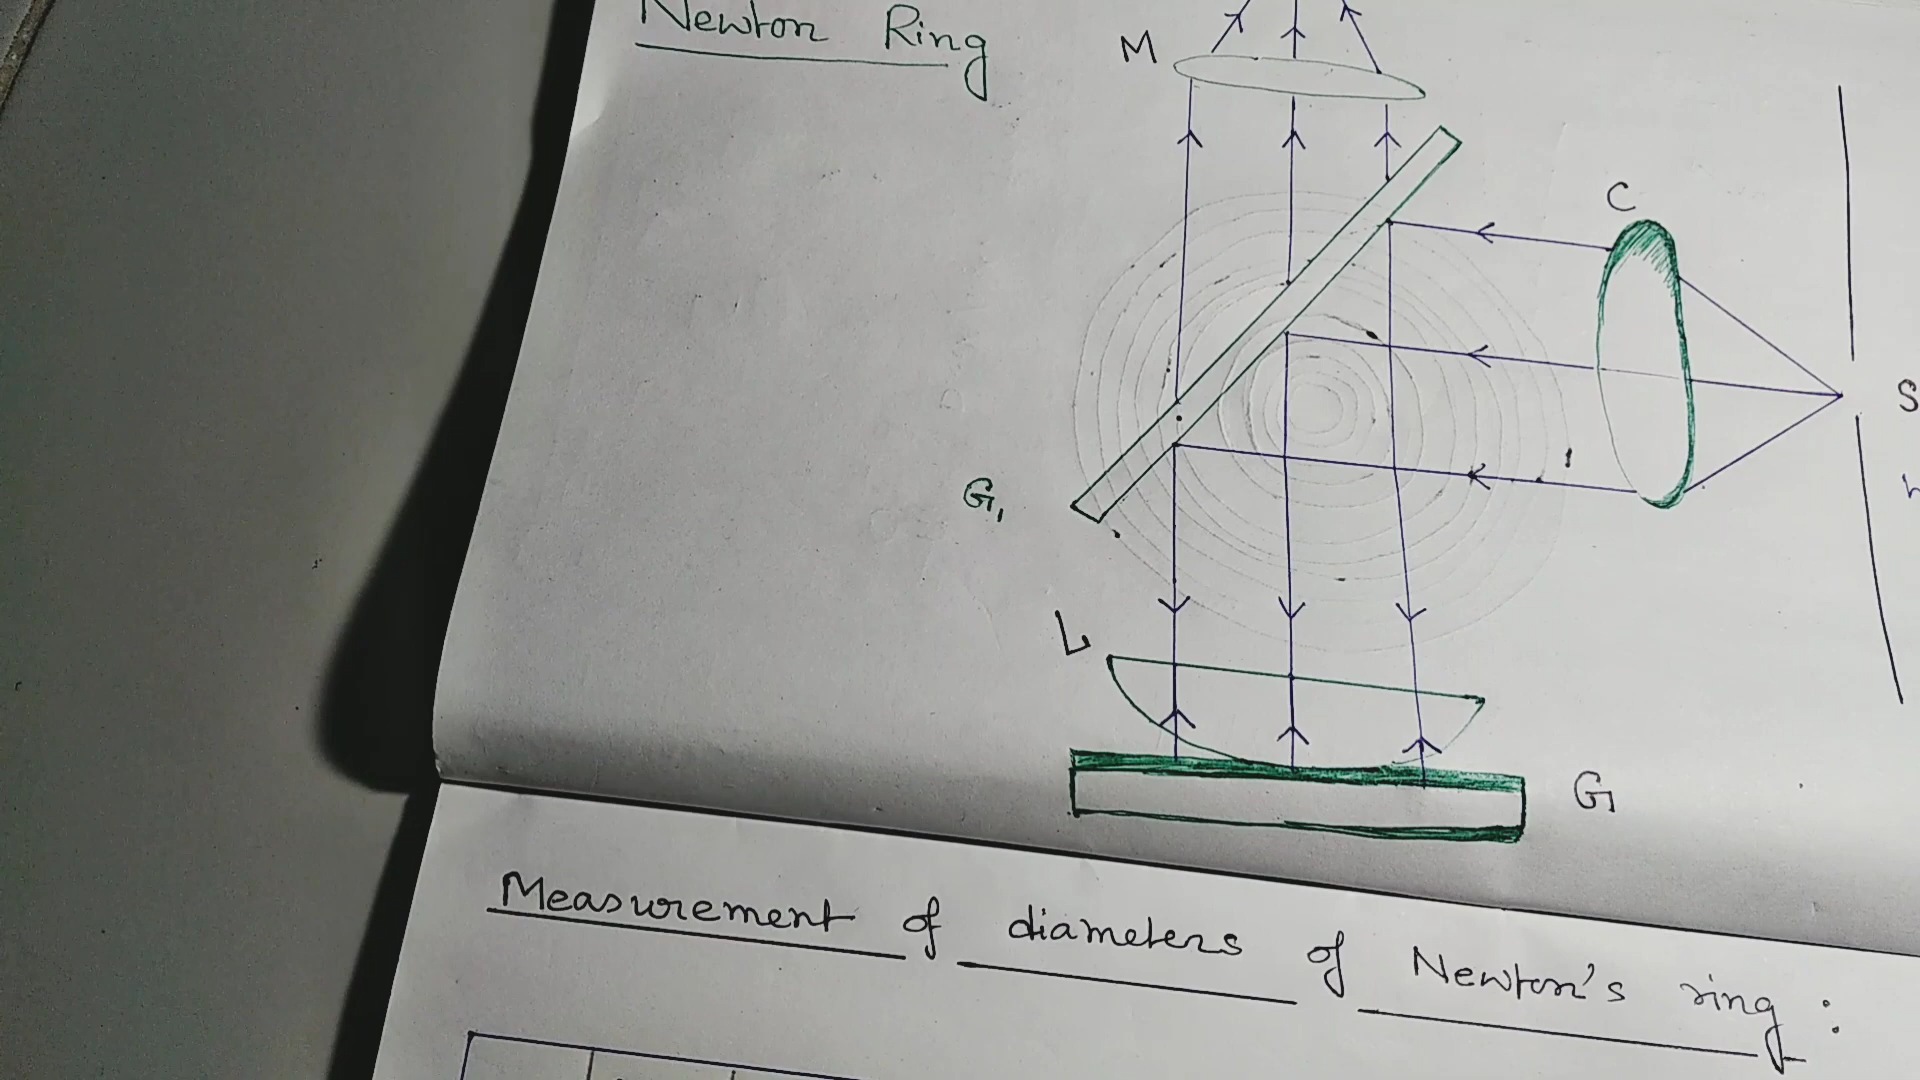 Newton Ring
M
C
S
G₁
L
G
Measurement of diameters of Newton's ring :